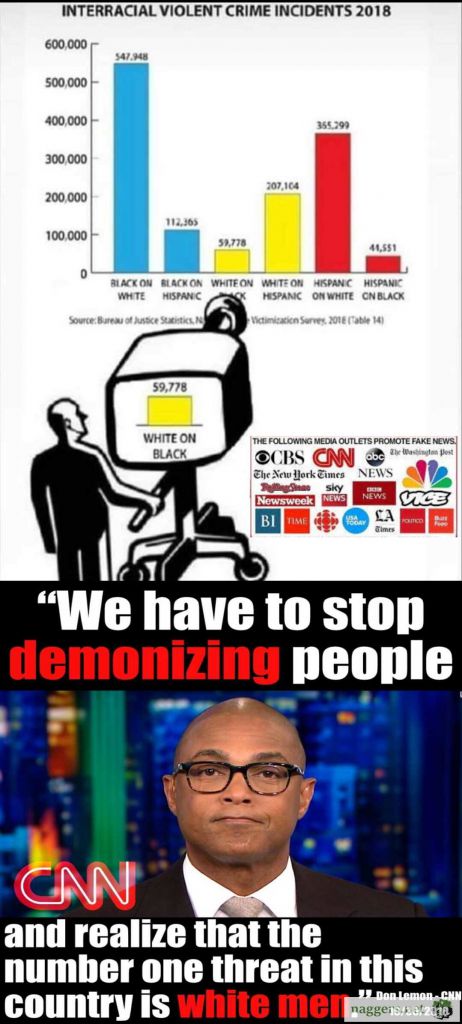 INTERRACIAL VIOLENT CRIME INCIDENTS 2018
600,000
500,000
400,000
300,000
200,000
100,000
0
547,948
112,365
59,778
207,104
365,299
44,551
BLACK ON WHITE
BLACK ON HISPANIC
WHITE ON
WHITE ON HISPANIC
HISPANIC ON WHITE
HISPANIC ON BLACK
Source: Bureau of Justice Statistics, N
Victimization Survey, 2018 (Table 14)
59,778
WHITE ON
BLACK
THE FOLLOWING MEDIA OUTLETS PROMOTE FAKE NEWS.
CBS CNN abc NEWS The Washington Post
The New York Times
RollingStone sky NEWS BBC NEWS
Newsweek VICE
BI TIME USA TODAY LA Times POLITICO Buzz Feed
“We have to stop
demonizing people
CNN
and realize that the
number one threat in this
country is white men.”
Don Lemon - CNN